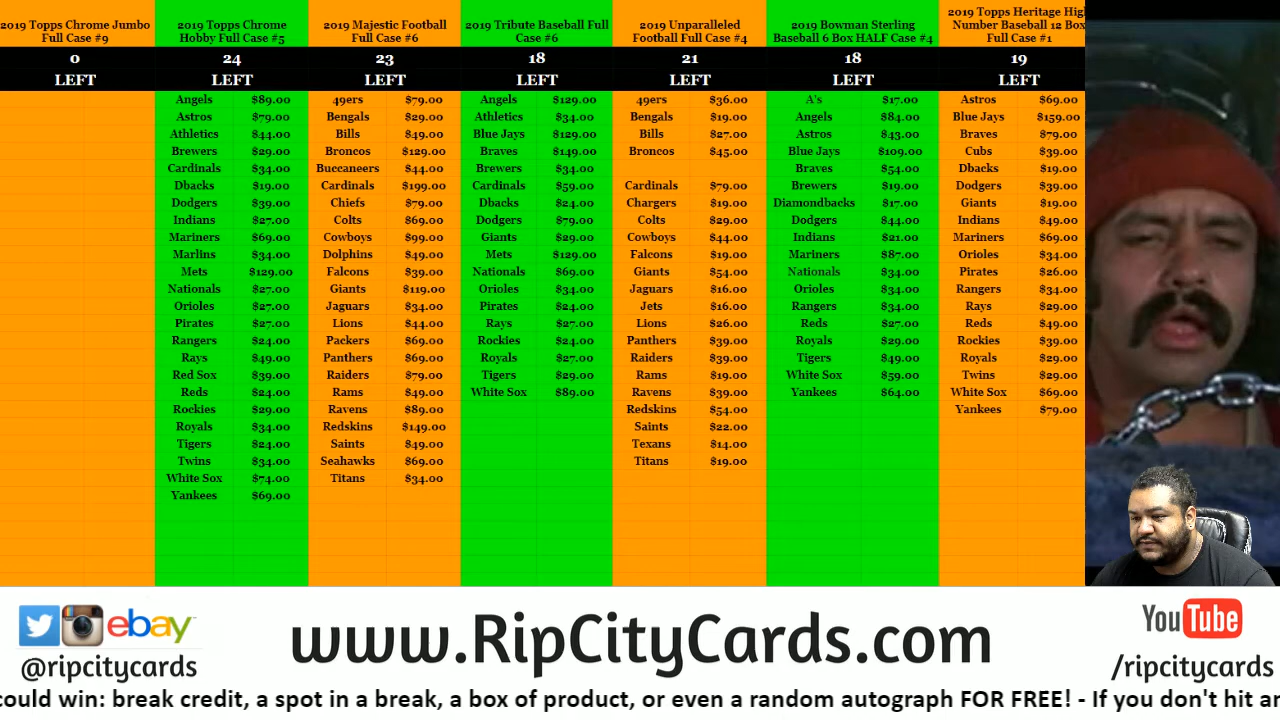 2019 Topps Chrome Jumbo
Full Case #9
0
LEFT
2019 Topps Chrome
Hobby Full Case #5
24
LEFT
Angels $89.00
Astros $79.00
Athletics $44.00
Brewers $29.00
Cardinals $34.00
Dbacks $19.00
Dodgers $39.00
Indians $27.00
Mariners $69.00
Marlins $34.00
Mets $129.00
Nationals $27.00
Orioles $27.00
Pirates $27.00
Rangers $24.00
Rays $49.00
Red Sox $39.00
Reds $24.00
Rockies $29.00
Royals $34.00
Tigers $24.00
Twins $34.00
White Sox $74.00
Yankees $69.00
2019 Majestic Football
Full Case #6
23
LEFT
49ers $79.00
Bengals $29.00
Bills $49.00
Broncos $129.00
Buccaneers $44.00
Cardinals $199.00
Chiefs $79.00
Colts $69.00
Cowboys $99.00
Dolphins $49.00
Falcons $39.00
Giants $119.00
Jaguars $34.00
Lions $44.00
Packers $69.00
Panthers $69.00
Raiders $79.00
Rams $49.00
Ravens $89.00
Redskins $149.00
Saints $49.00
Seahawks $69.00
Titans $34.00
2019 Tribute Baseball Full
Case #6
18
LEFT
Angels $129.00
Athletics $34.00
Blue Jays $129.00
Braves $149.00
Brewers $34.00
Cardinals $59.00
Dbacks $24.00
Dodgers $79.00
Giants $29.00
Mets $129.00
Nationals $69.00
Orioles $34.00
Pirates $24.00
Rays $27.00
Rockies $24.00
Royals $27.00
Tigers $29.00
White Sox $89.00
2019 Unparalleled
Football Full Case #4
21
LEFT
49ers $36.00
Bengals $19.00
Bills $27.00
Broncos $45.00
Cardinals $79.00
Chargers $19.00
Colts $29.00
Cowboys $44.00
Falcons $19.00
Giants $54.00
Jaguars $16.00
Jets $16.00
Lions $26.00
Panthers $39.00
Raiders $39.00
Rams $19.00
Ravens $39.00
Redskins $54.00
Saints $22.00
Texans $14.00
Titans $19.00
2019 Bowman Sterling
Baseball 6 Box HALF Case #4
18
LEFT
A's $17.00
Angels $84.00
Astros $43.00
Blue Jays $109.00
Braves $54.00
Brewers $19.00
Diamondbacks $17.00
Dodgers $44.00
Indians $21.00
Mariners $87.00
Nationals $34.00
Orioles $34.00
Rangers $34.00
Reds $27.00
Royals $29.00
Tigers $49.00
White Sox $59.00
Yankees $64.00
2019 Topps Heritage High
Number Baseball 12 Box
Full Case #1
19
LEFT
Astros $69.00
Blue Jays $159.00
Braves $79.00
Cubs $39.00
Dbacks $19.00
Dodgers $39.00
Giants $19.00
Indians $49.00
Mariners $69.00
Orioles $34.00
Pirates $26.00
Rangers $34.00
Rays $29.00
Reds $49.00
Rockies $39.00
Royals $29.00
Twins $29.00
White Sox $69.00
Yankees $79.00
ebay
@ripcitycards
www.RipCityCards.com
YouTube
/ripcitycards
could win: break credit, a spot in a break, a box of product, or even a random autograph FOR FREE! - If you don't hit an